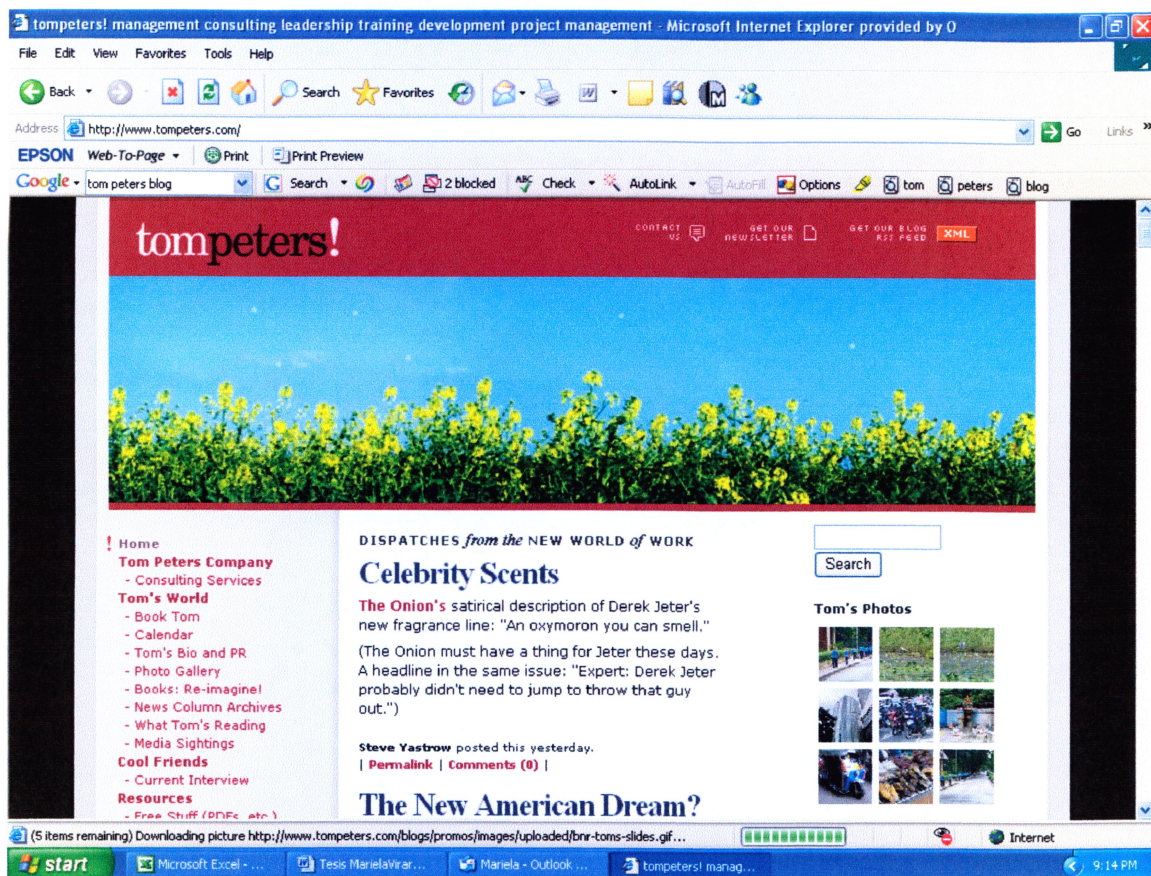 tompeters! management consulting leadership training development project management - Microsoft Internet Explorer provided by O
File Edit View Favorites Tools Help
Back Search Favorites
Address http://www.tompeters.com/ Go Links »
EPSON Web-To-Page Print Print Preview
Google tom peters blog G Search 2 blocked ABC Check AutoLink AutoFill Options tom peters blog
tompeters!
CONTACT US
GET OUR NEWSLETTER
GET OUR BLOG RSS FEED XML
! Home
Tom Peters Company
- Consulting Services
Tom's World
- Book Tom
- Calendar
- Tom's Bio and PR
- Photo Gallery
- Books: Re-imagine!
- News Column Archives
- What Tom's Reading
- Media Sightings
Cool Friends
- Current Interview
Resources
- Free Stuff (PDFs, etc.)
DISPATCHES from the NEW WORLD of WORK
Celebrity Scents
The Onion's satirical description of Derek Jeter's
new fragrance line: "An oxymoron you can smell."
(The Onion must have a thing for Jeter these days.
A headline in the same issue: "Expert: Derek Jeter
probably didn't need to jump to throw that guy
out.")
Steve Yastrow posted this yesterday.
| Permalink | Comments (0) |
The New American Dream?
Search
Tom's Photos
(5 items remaining) Downloading picture http://www.tompeters.com/blogs/promos/images/uploaded/bnr-toms-slides.gif... Internet
start Microsoft Excel - ... Tesis MarielaVirar... Mariela - Outlook ... tompeters! manag... 9:14 PM